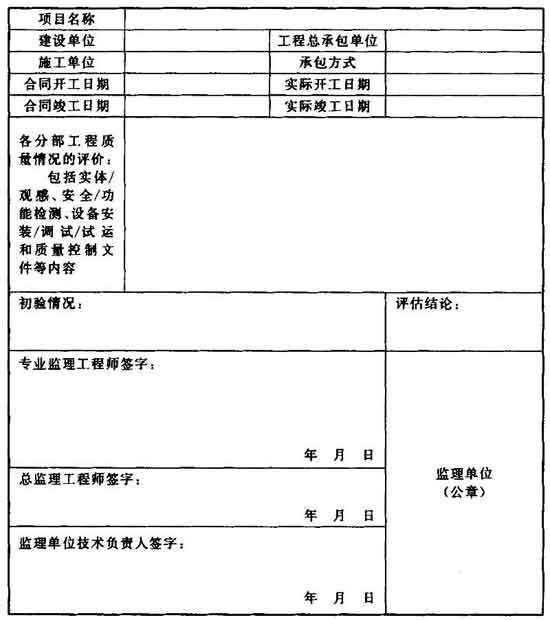 项目名称
建设单位 工程总承包单位
施工单位 承包方式
合同开工日期 实际开工日期
合同竣工日期 实际竣工日期
各分部工程质
量情况的评价：
包括实体/
观感、安全/功
能检测、设备安
装/调试/试运
和质量控制文
件等内容
初验情况： 评估结论：
专业监理工程师签字：
年 月 日
监理单位
（公章）
总监理工程师签字：
年 月 日
监理单位技术负责人签字：
年 月 日